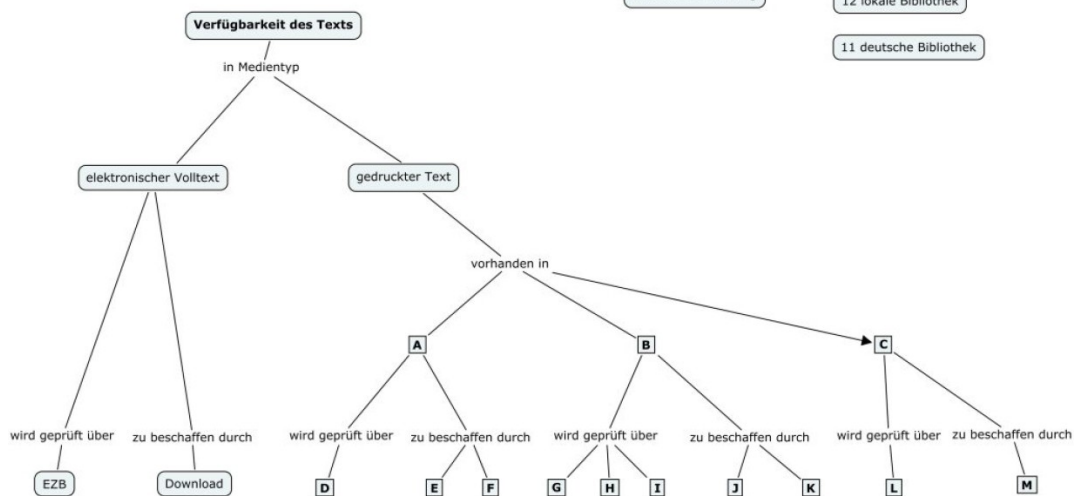 12 lokale Bibliothek
Verfügbarkeit des Texts
11 deutsche Bibliothek
in Medientyp
elektronischer Volltext
gedruckter Text
vorhanden in
A
B
C
wird geprüft über
zu beschaffen durch
wird geprüft über
zu beschaffen durch
wird geprüft über
zu beschaffen durch
wird geprüft über
zu beschaffen durch
EZB
Download
D
E
F
G
H
I
J
K
L
M